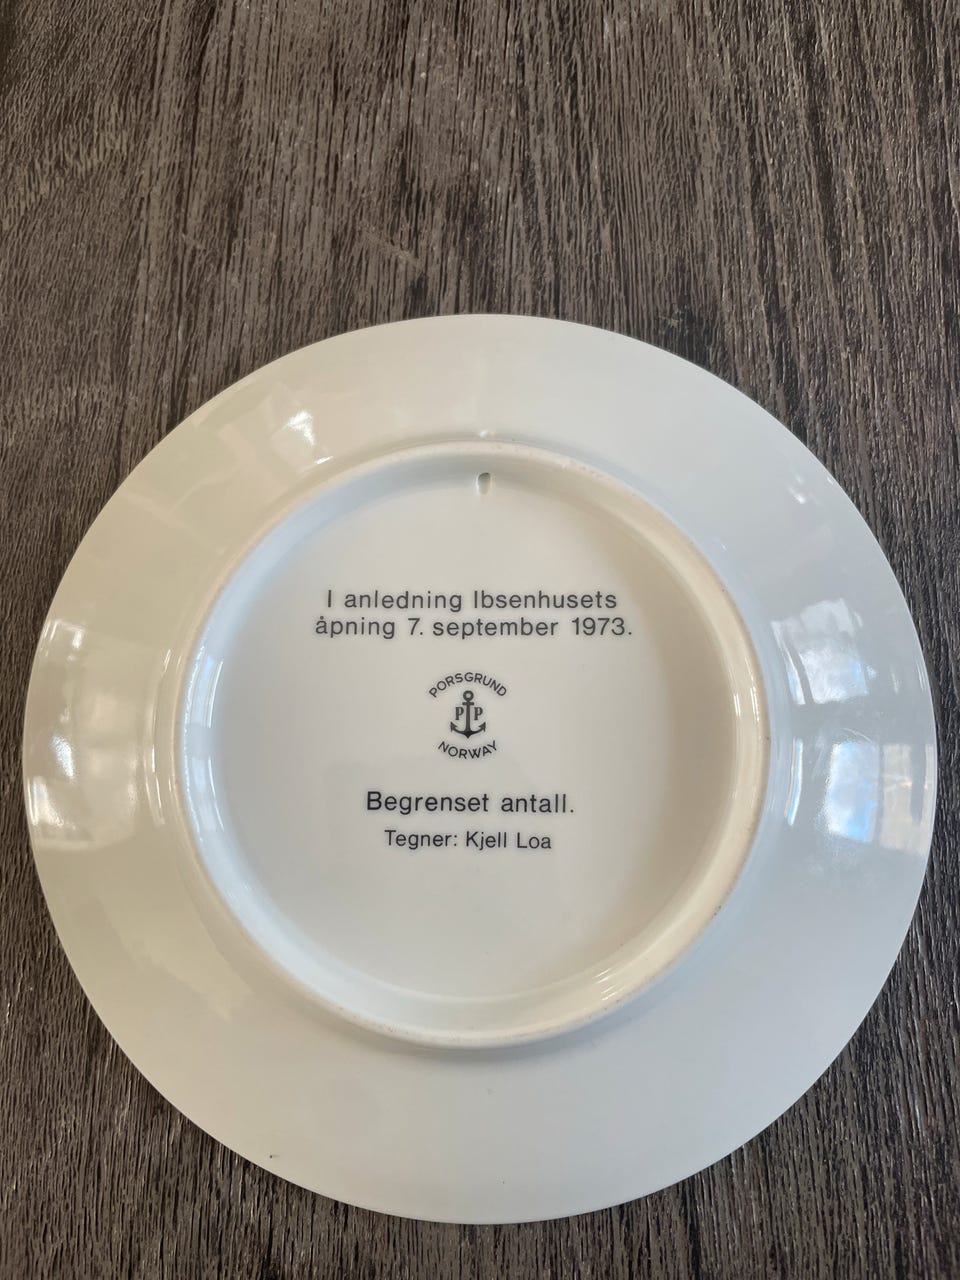 I anledning Ibsenhusets
åpning 7. september 1973.
PORSGRUND
PP
NORWAY
Begrenset antall.
Tegner: Kjell Loa